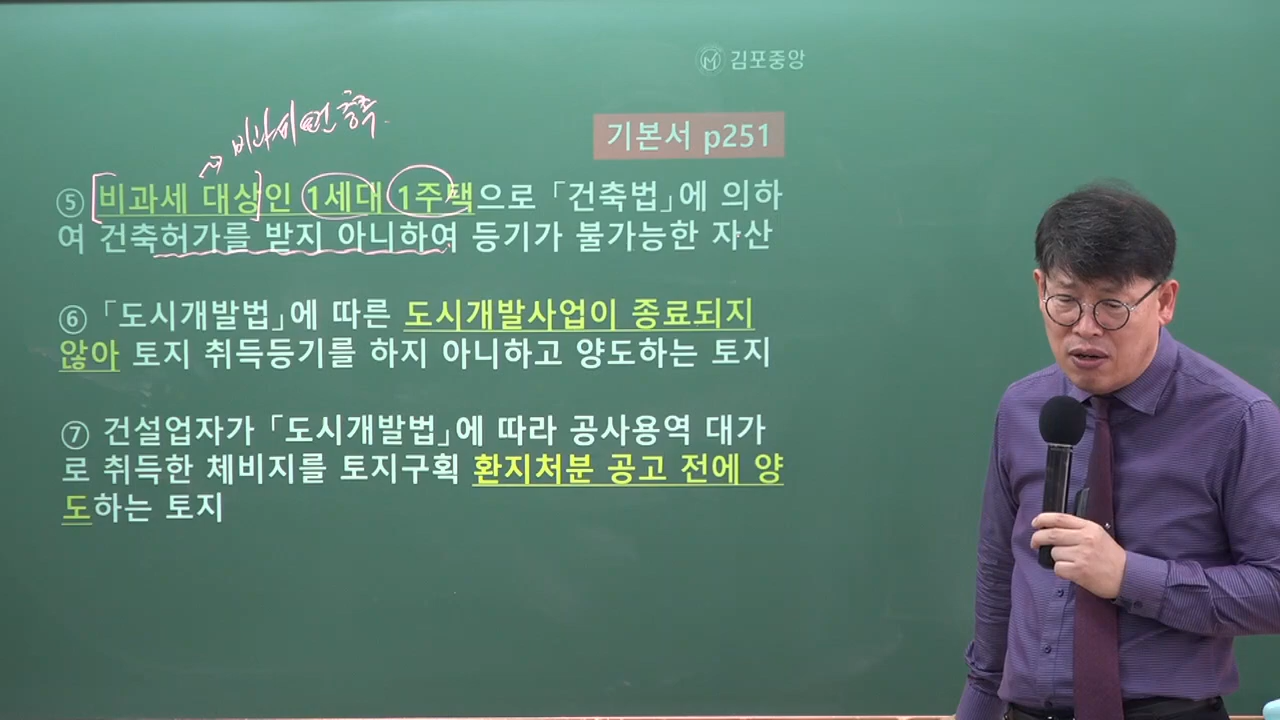 김포중앙
비과세요건 충족
기본서 p251
⑤ 비과세 대상인 1세대 1주택으로 「건축법」에 의하
여 건축허가를 받지 아니하여 등기가 불가능한 자산
⑥ 「도시개발법」에 따른 도시개발사업이 종료되지
않아 토지 취득등기를 하지 아니하고 양도하는 토지
⑦ 건설업자가 「도시개발법」에 따라 공사용역 대가
로 취득한 체비지를 토지구획 환지처분 공고 전에 양
도하는 토지